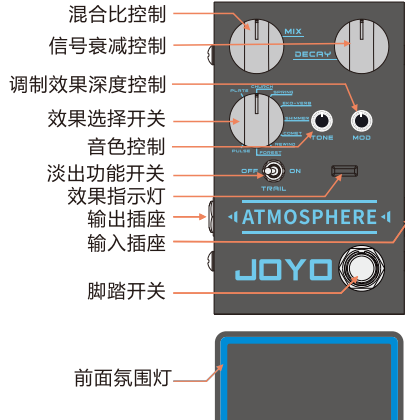 混合比控制
信号衰减控制
调制效果深度控制
效果选择开关
音色控制
淡出功能开关
效果指示灯
输出插座
输入插座
脚踏开关
前面氛围灯
MIX
DECAY
PLATE
CHURCH
SPRING
EKO-VERB
SHIMMER
COMET
REWIND
FOREST
PULSE
TONE
MOD
OFF
ON
TRAIL
ATMOSPHERE
JOYO